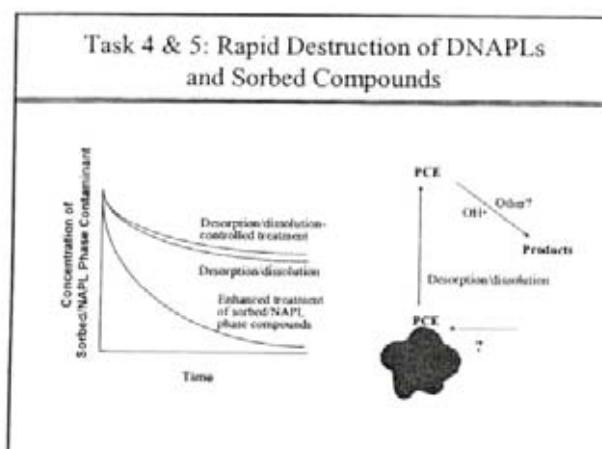 Task 4 & 5: Rapid Destruction of DNAPLs
and Sorbed Compounds
Concentration of
Sorbed/NAPL Phase Contaminant
Desorption/dissolution-
controlled treatment
Desorption/dissolution
Enhanced treatment
of sorbed/NAPL
phase compounds
Time
PCE
Other?
OH•
Products
Desorption/dissolution
PCE
?